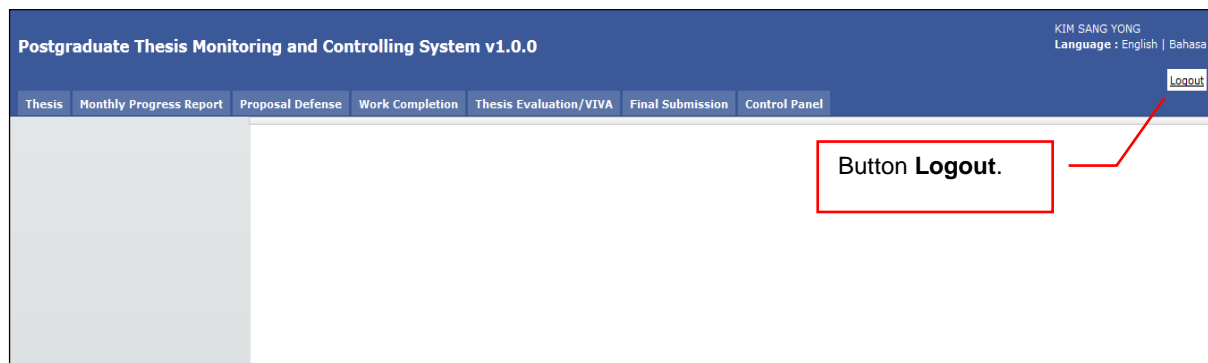 KIM SANG YONG
Postgraduate Thesis Monitoring and Controlling System v1.0.0
Language : English | Bahasa
Logout
Thesis Monthly Progress Report Proposal Defense Work Completion Thesis Evaluation/VIVA Final Submission Control Panel
Button Logout.